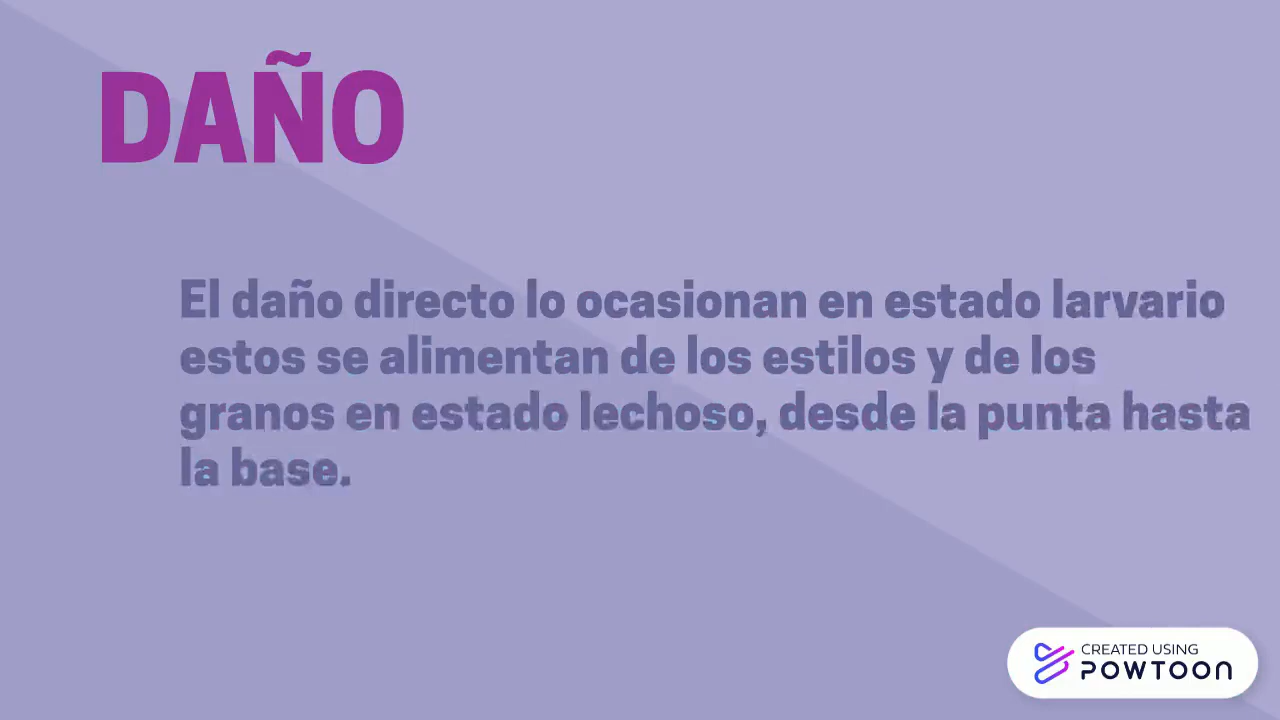 DAÑO
El daño directo lo ocasionan en estado larvario
estos se alimentan de los estilos y de los
granos en estado lechoso, desde la punta hasta
la base.
CREATED USING
POWTOON